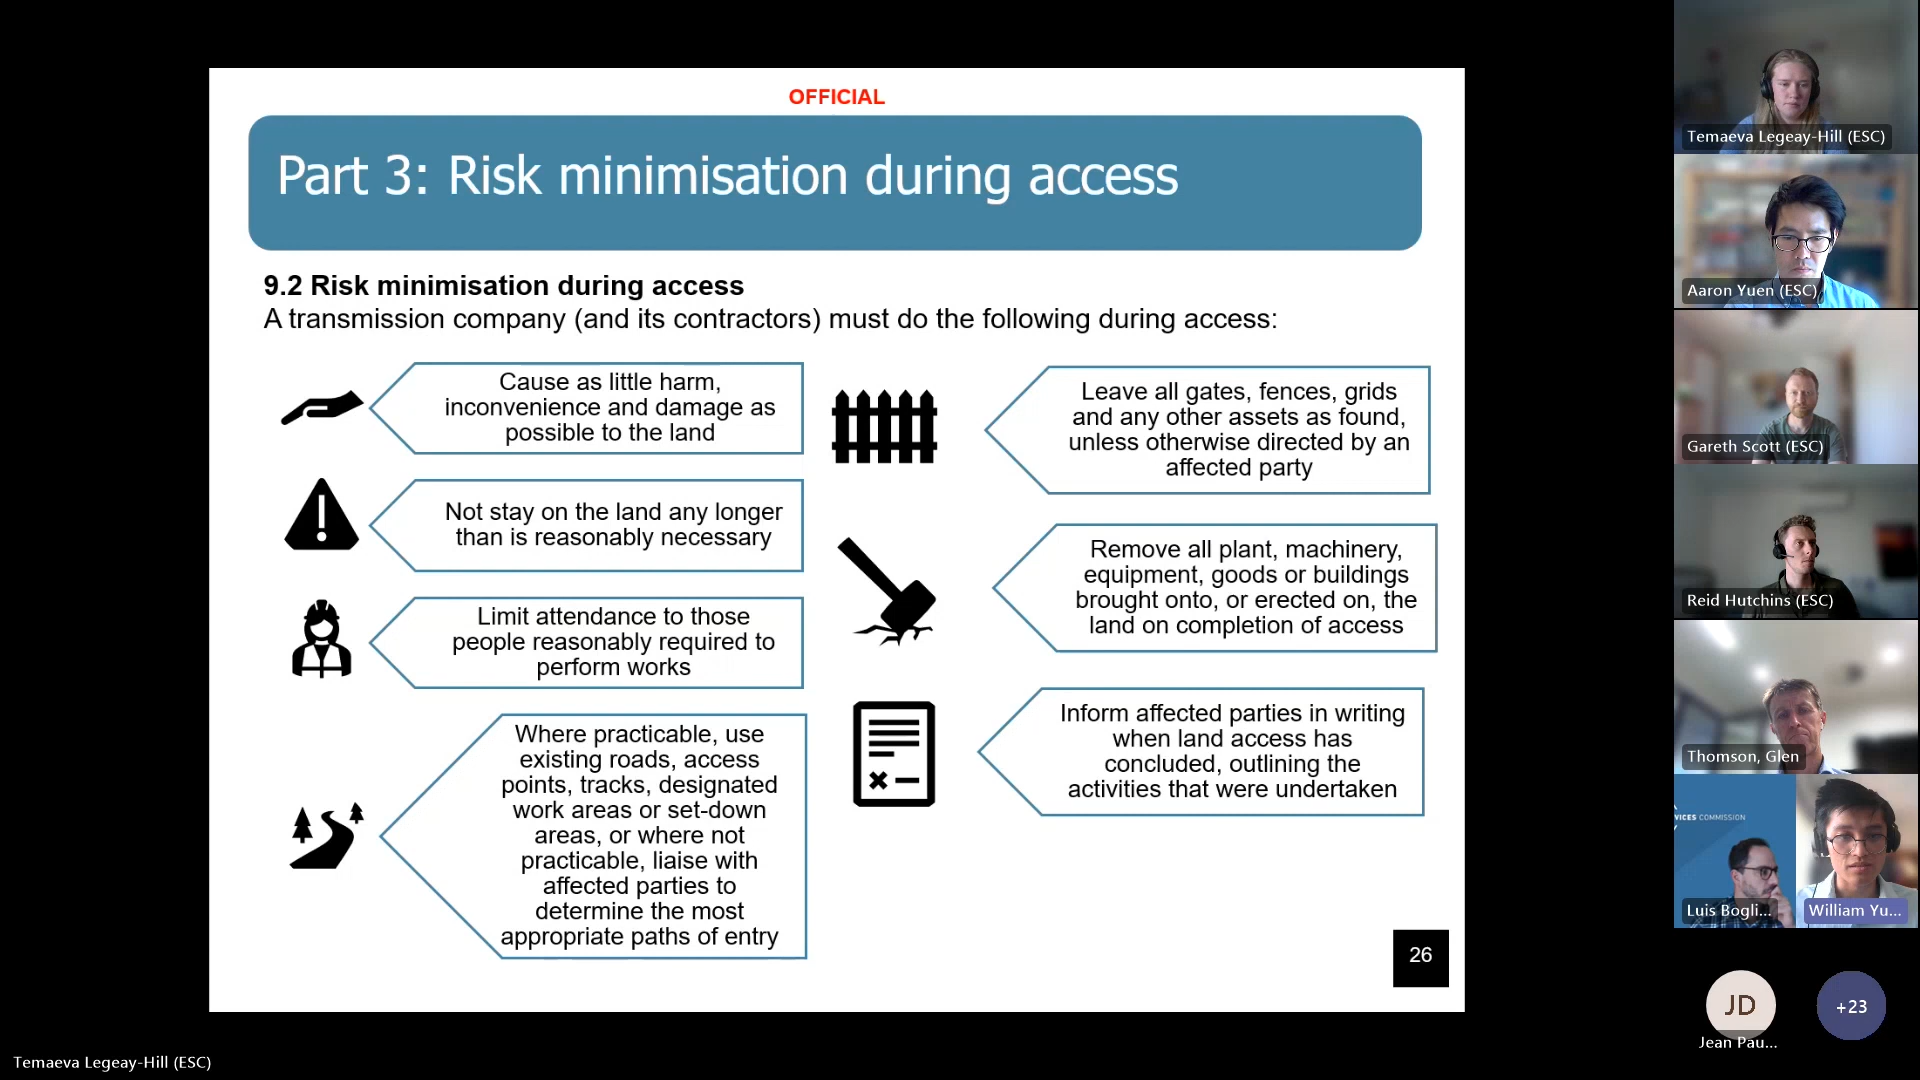 OFFICIAL
Part 3: Risk minimisation during access
9.2 Risk minimisation during access
A transmission company (and its contractors) must do the following during access:
Cause as little harm,
inconvenience and damage as
possible to the land
Not stay on the land any longer
than is reasonably necessary
Limit attendance to those
people reasonably required to
perform works
Where practicable, use
existing roads, access
points, tracks, designated
work areas or set-down
areas, or where not
practicable, liaise with
affected parties to
determine the most
appropriate paths of entry
Leave all gates, fences, grids
and any other assets as found,
unless otherwise directed by an
affected party
Remove all plant, machinery,
equipment, goods or buildings
brought onto, or erected on, the
land on completion of access
Inform affected parties in writing
when land access has
concluded, outlining the
activities that were undertaken
26
Temaeva Legeay-Hill (ESC)
Aaron Yuen (ESC)
Gareth Scott (ESC)
Reid Hutchins (ESC)
Thomson, Glen
VICES COMMISSION
Luis Bogli...
William Yu...
JD
Jean Pau...
+23
Temaeva Legeay-Hill (ESC)